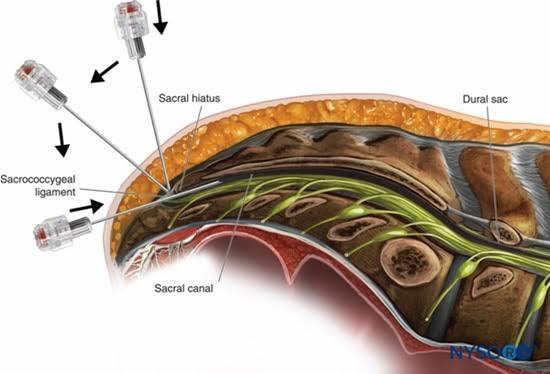 Sacral hiatus
Dural sac
Sacrococcygeal
ligament
Sacral canal
NYSORA